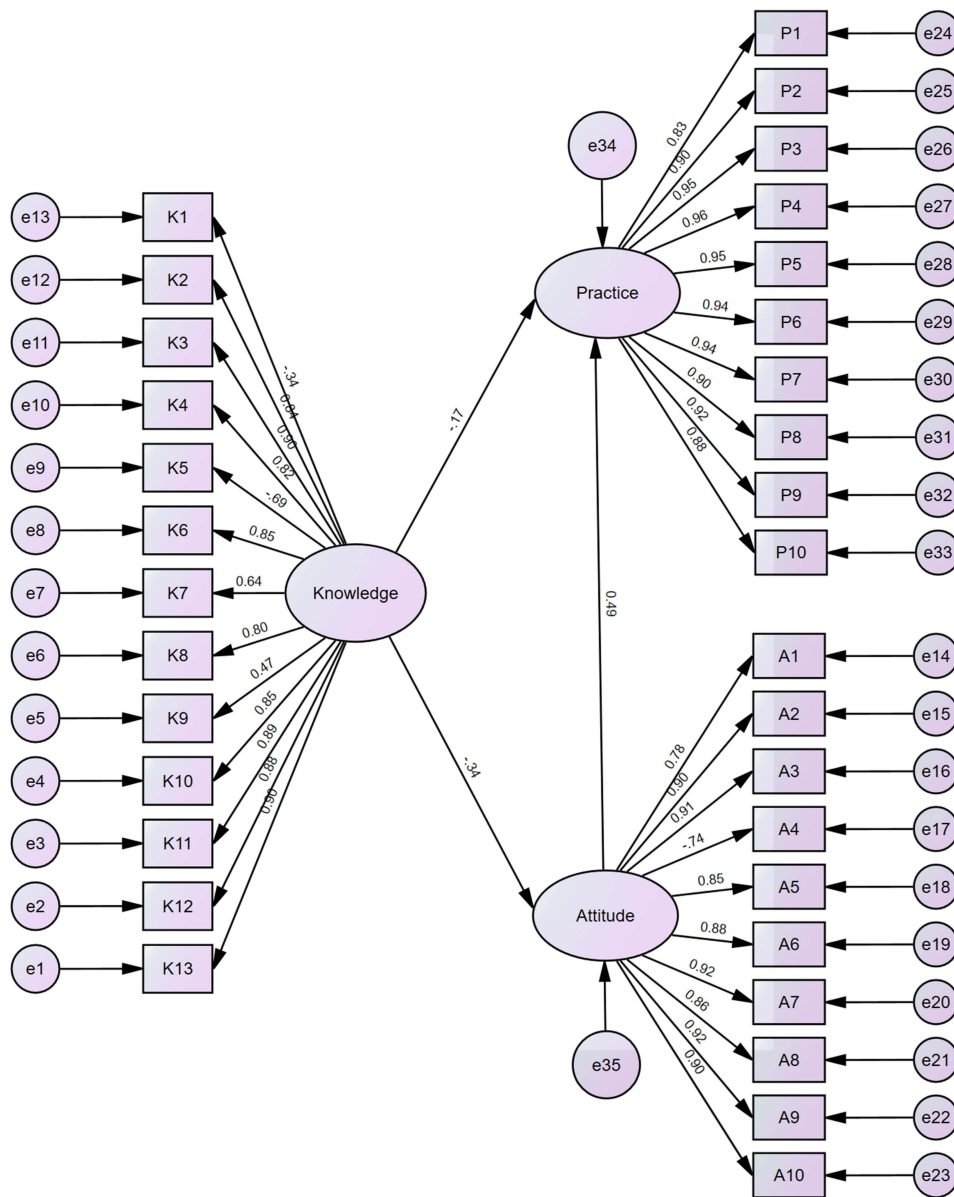 P1
e24
P2
e25
P3
e26
P4
e27
P5
e28
P6
e29
P7
e30
P8
e31
P9
e32
P10
e33
e34
Practice
0.83
0.90
0.95
0.96
0.95
0.94
0.94
0.90
0.92
0.88
e13
K1
e12
K2
e11
K3
e10
K4
e9
K5
e8
K6
e7
K7
e6
K8
e5
K9
e4
K10
e3
K11
e2
K12
e1
K13
-.34
0.84
0.90
0.82
-.69
0.85
0.64
0.80
0.47
0.85
0.89
0.88
0.90
Knowledge
-.17
0.49
-.34
Attitude
e35
0.78
0.90
0.91
-.74
0.85
0.88
0.92
0.86
0.92
0.90
A1
e14
A2
e15
A3
e16
A4
e17
A5
e18
A6
e19
A7
e20
A8
e21
A9
e22
A10
e23